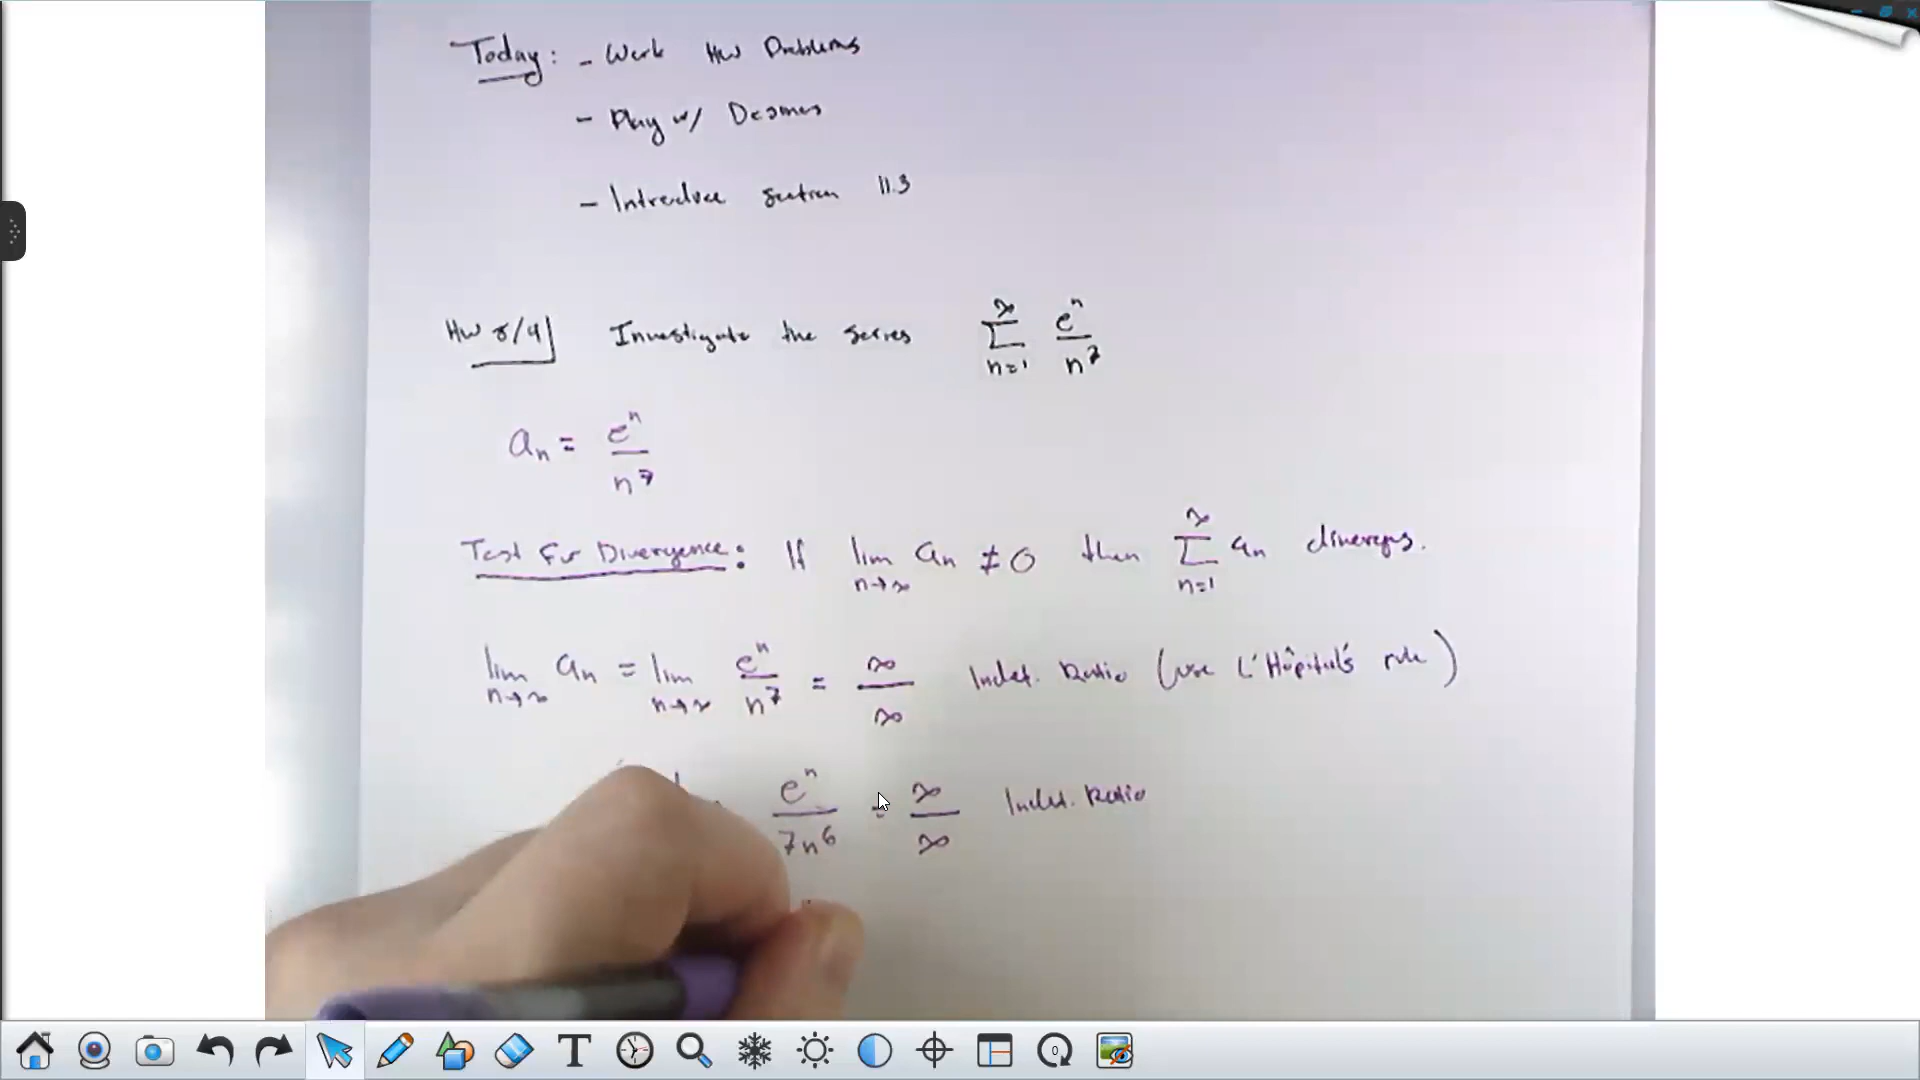 Today: - Work HW Problems
- Play w/ Desmos
- Introduce section 11.3
HW 8/9 Investigate the series ∑_{n=1}^{∞} e^n/n^7
a_n = e^n/n^7
Test for Divergence: If lim_{n→∞} a_n ≠ 0 then ∑_{n=1}^{∞} a_n diverges.
lim_{n→∞} a_n = lim_{n→∞} e^n/n^7 = ∞/∞ Indet. Ratio (use L'Hôpital's rule)
e^n/7n^6 = ∞/∞ Indet. Ratio
T
0